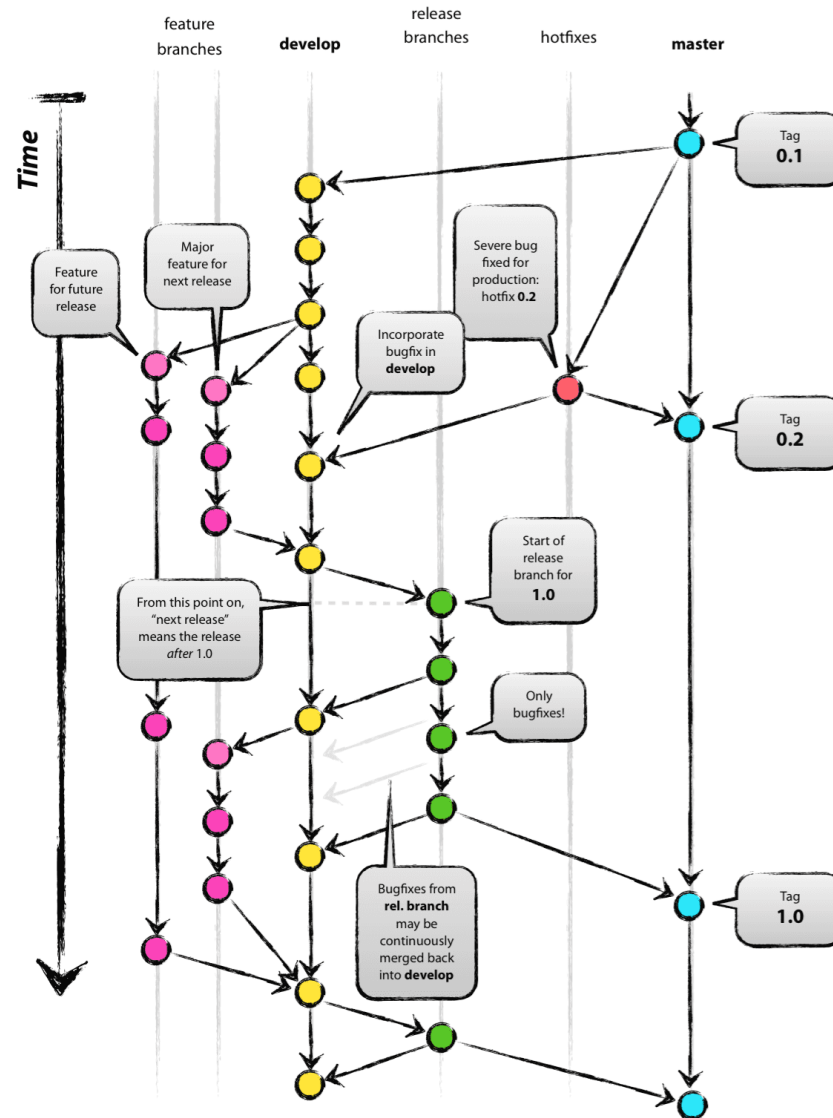 feature
branches
develop
release
branches
hotfixes
master
Time
Tag
0.1
Major
feature for
next release
Feature
for future
release
Severe bug
fixed for
production:
hotfix 0.2
Incorporate
bugfix in
develop
Tag
0.2
Start of
release
branch for
1.0
From this point on,
“next release”
means the release
after 1.0
Only
bugfixes!
Bugfixes from
rel. branch
may be
continuously
merged back
into develop
Tag
1.0